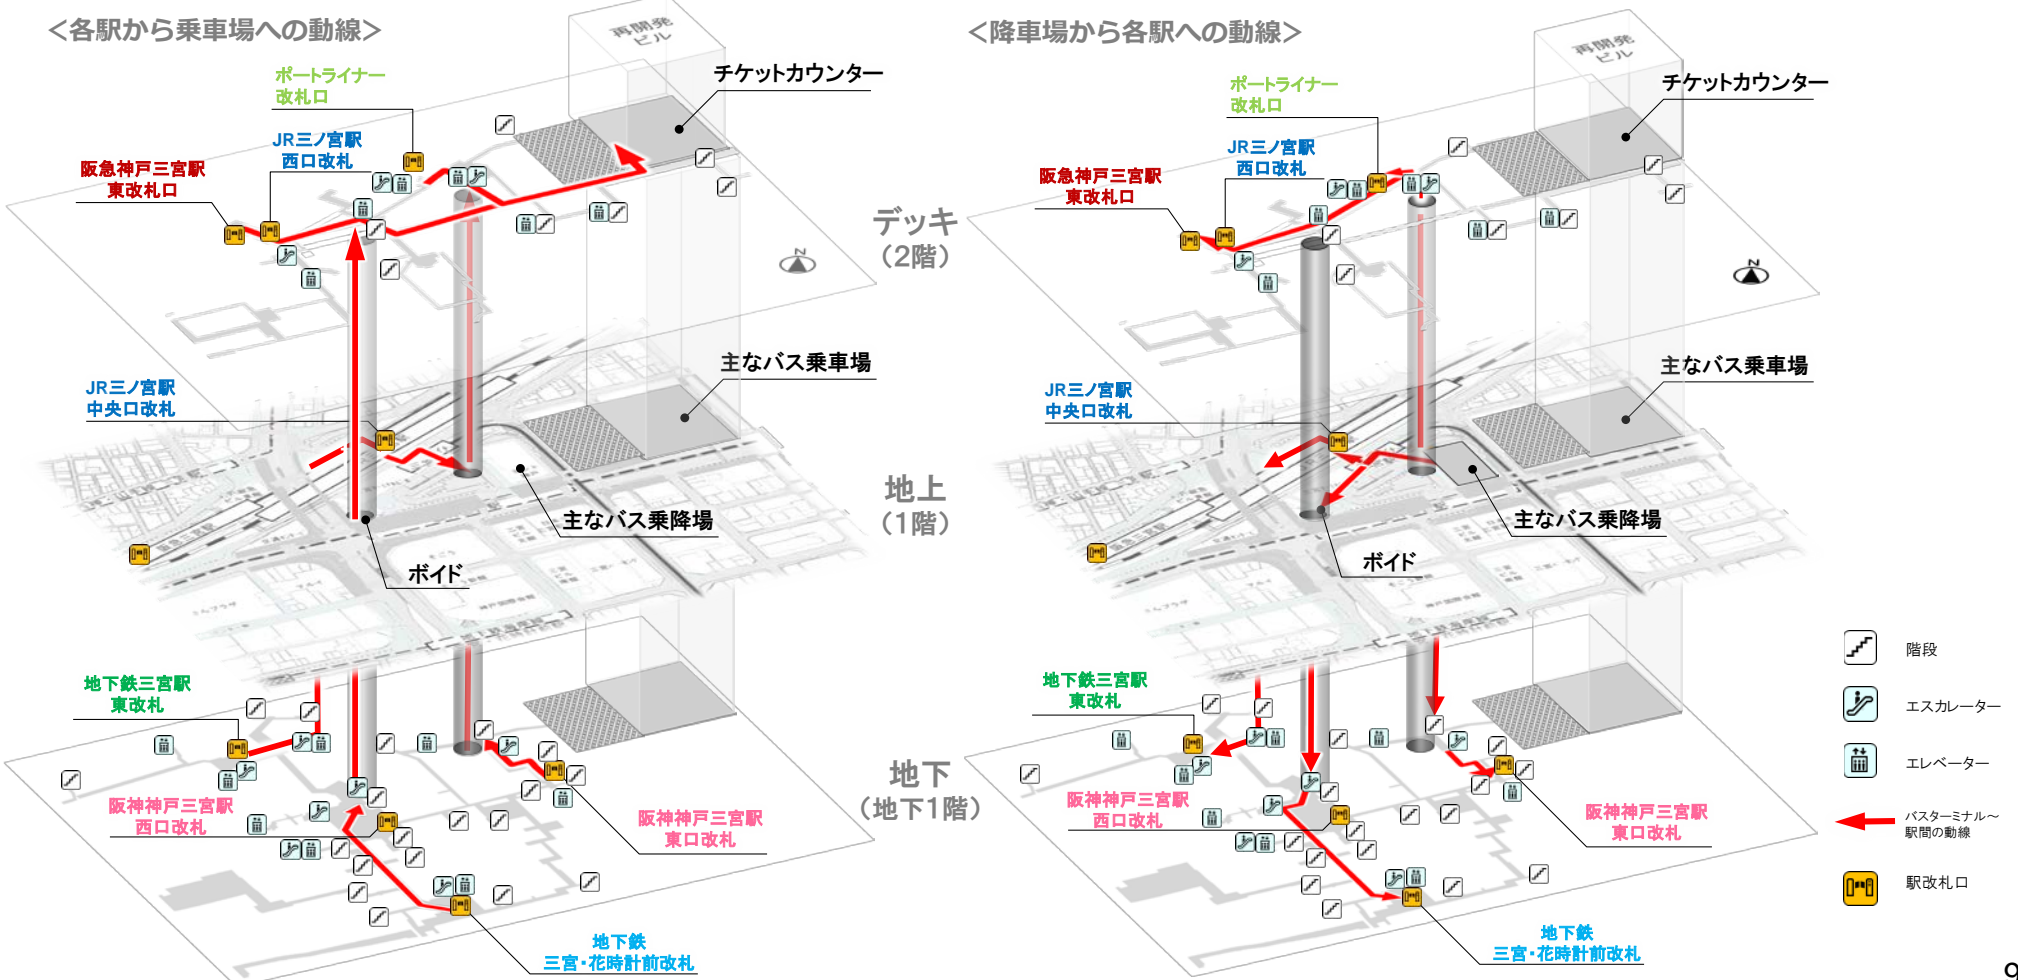 ＜各駅から乗車場への動線＞
再開発
ビル
チケットカウンター
ポートライナー
改札口
JR三ノ宮駅
西口改札
阪急神戸三宮駅
東改札口
N
主なバス乗車場
JR三ノ宮駅
中央口改札
主なバス乗降場
ボイド
地下鉄三宮駅
東改札
阪神神戸三宮駅
西口改札
阪神神戸三宮駅
東口改札
地下鉄
三宮・花時計前改札
デッキ
（2階）
地上
（1階）
地下
（地下1階）
＜降車場から各駅への動線＞
再開発
ビル
チケットカウンター
ポートライナー
改札口
JR三ノ宮駅
西口改札
阪急神戸三宮駅
東改札口
N
主なバス乗車場
JR三ノ宮駅
中央口改札
主なバス乗降場
ボイド
地下鉄三宮駅
東改札
阪神神戸三宮駅
西口改札
阪神神戸三宮駅
東口改札
地下鉄
三宮・花時計前改札
階段
エスカレーター
エレベーター
バスターミナル～
駅間の動線
駅改札口